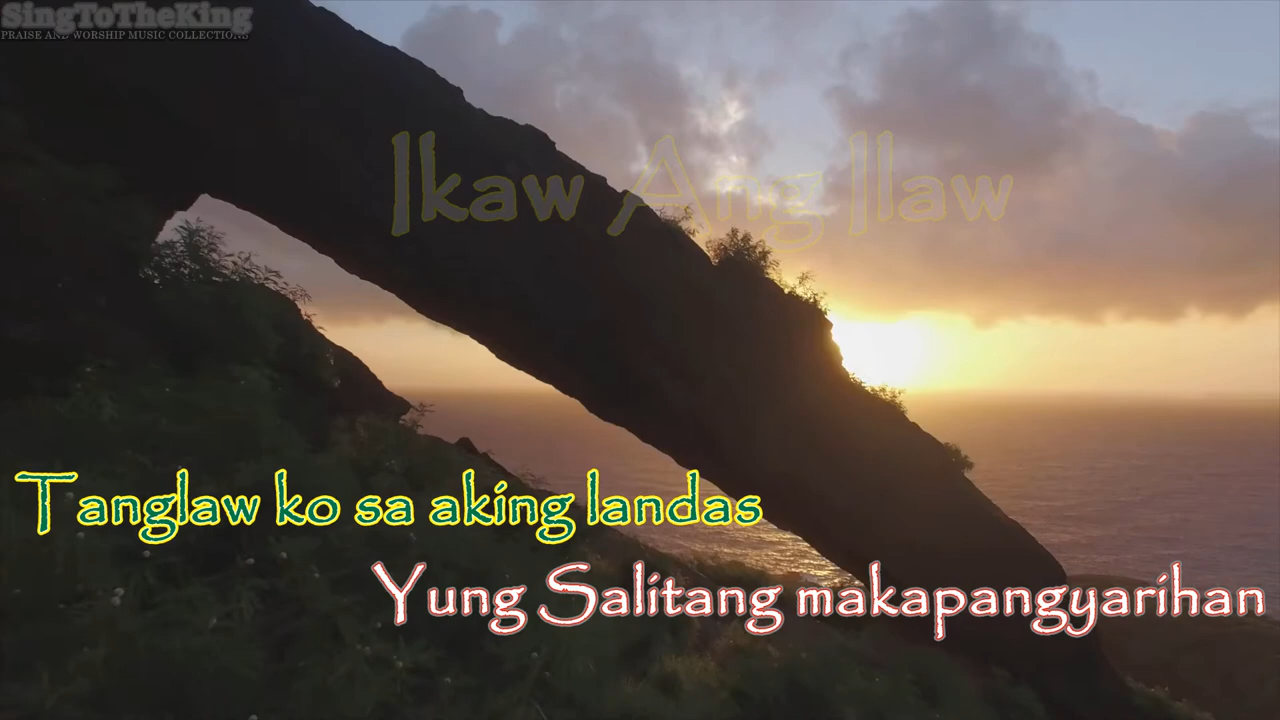 SingToTheKing
PRAISE AND WORSHIP MUSIC COLLECTIONS
Ikaw Ang Ilaw
Tanglaw ko sa aking landas
Yung Salitang makapangyarihan